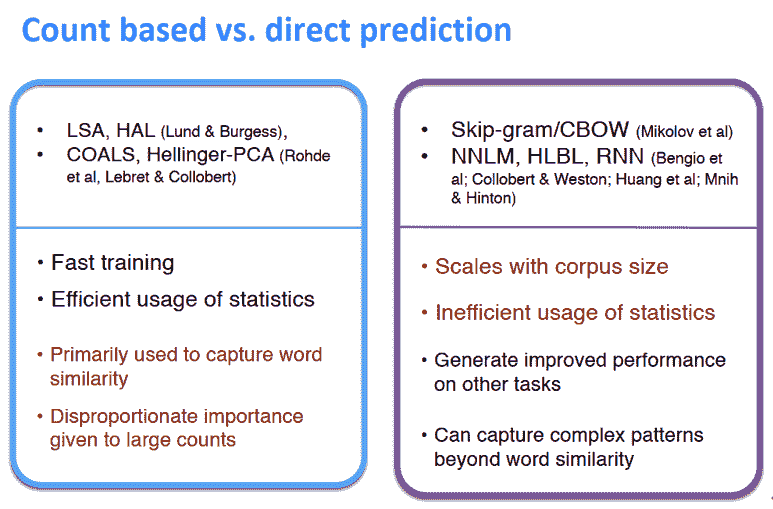 Count based vs. direct prediction
• LSA, HAL (Lund & Burgess),
• COALS, Hellinger-PCA (Rohde
et al, Lebret & Collobert)
• Fast training
• Efficient usage of statistics
• Primarily used to capture word
similarity
• Disproportionate importance
given to large counts
• Skip-gram/CBOW (Mikolov et al)
• NNLM, HLBL, RNN (Bengio et
al; Collobert & Weston; Huang et al; Mnih
& Hinton)
• Scales with corpus size
• Inefficient usage of statistics
• Generate improved performance
on other tasks
• Can capture complex patterns
beyond word similarity